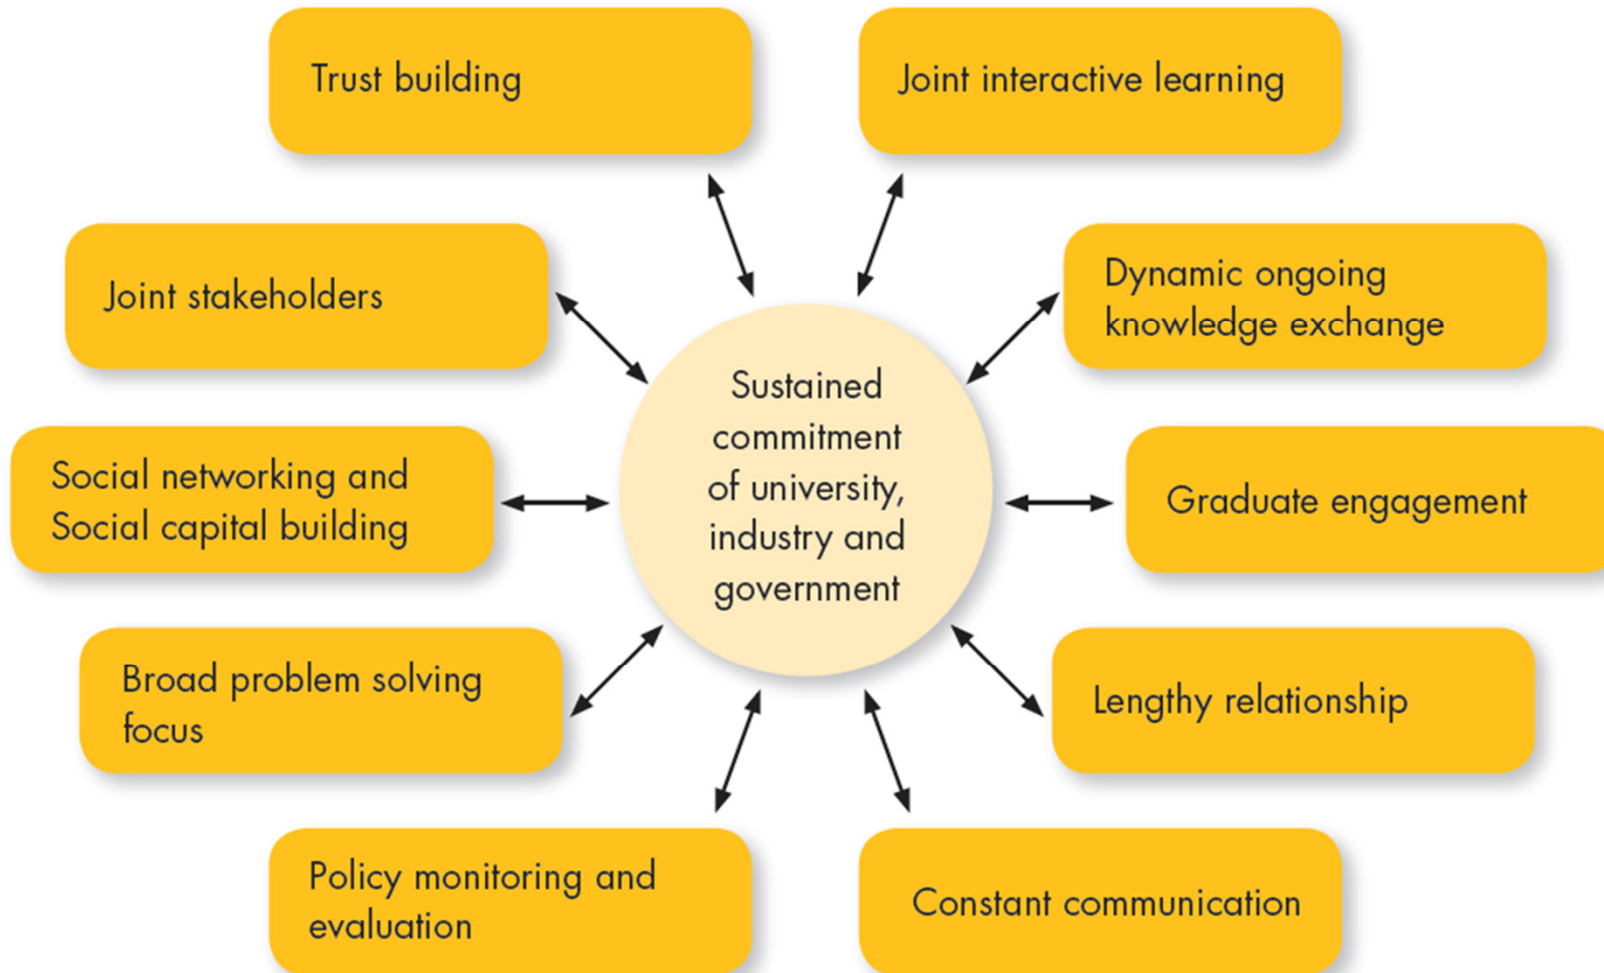 Trust building
Joint interactive learning
Joint stakeholders
Dynamic ongoing
knowledge exchange
Social networking and
Social capital building
Sustained
commitment
of university,
industry and
government
Graduate engagement
Broad problem solving
focus
Lengthy relationship
Policy monitoring and
evaluation
Constant communication